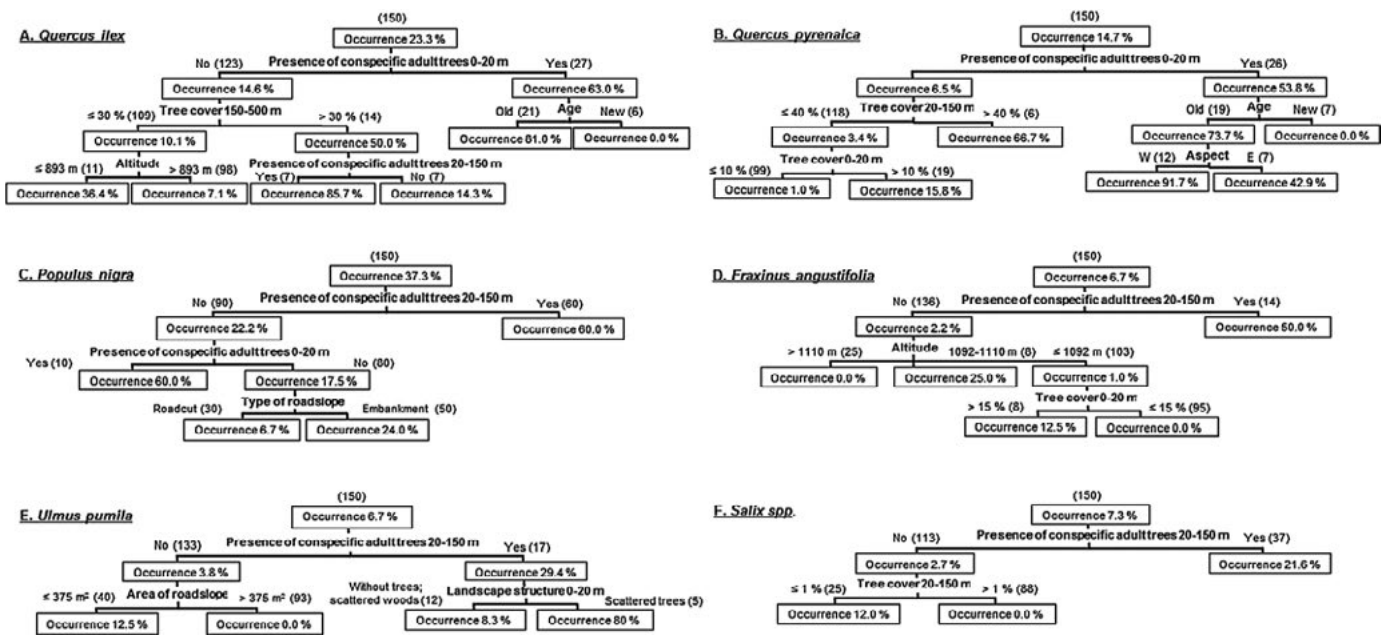 A. Quercus ilex
(150)
Occurrence 23.3 %
Presence of conspecific adult trees 0-20 m
No (123)
Yes (27)
Occurrence 14.6 %
Occurrence 63.0 %
Tree cover 150-500 m
Age
≤ 30 % (109)
> 30 % (14)
Old (21)
New (6)
Occurrence 10.1 %
Occurrence 50.0 %
Occurrence 81.0 %
Occurrence 0.0 %
Altitude
Presence of conspecific adult trees 20-150 m
≤ 893 m (11)
> 893 m (98)
Yes (7)
No (7)
Occurrence 36.4 %
Occurrence 7.1 %
Occurrence 85.7 %
Occurrence 14.3 %
B. Quercus pyrenaica
(150)
Occurrence 14.7 %
Presence of conspecific adult trees 0-20 m
Yes (26)
Occurrence 6.5 %
Occurrence 53.8 %
Tree cover 20-150 m
Age
≤ 40 % (118)
> 40 % (6)
Old (19)
New (7)
Occurrence 3.4 %
Occurrence 66.7 %
Occurrence 73.7 %
Occurrence 0.0 %
Tree cover 0-20 m
Aspect
≤ 10 % (99)
> 10 % (19)
W (12)
E (7)
Occurrence 1.0 %
Occurrence 15.8 %
Occurrence 91.7 %
Occurrence 42.9 %
C. Populus nigra
(150)
Occurrence 37.3 %
Presence of conspecific adult trees 20-150 m
No (90)
Yes (60)
Occurrence 22.2 %
Occurrence 60.0 %
Presence of conspecific adult trees 0-20 m
Yes (10)
No (80)
Occurrence 60.0 %
Occurrence 17.5 %
Type of roadslope
Roadcut (30)
Embankment (50)
Occurrence 6.7 %
Occurrence 24.0 %
D. Fraxinus angustifolia
(150)
Occurrence 6.7 %
Presence of conspecific adult trees 20-150 m
No (136)
Yes (14)
Occurrence 2.2 %
Occurrence 50.0 %
Altitude
> 1110 m (25)
1092-1110 m (8)
≤ 1092 m (103)
Occurrence 0.0 %
Occurrence 25.0 %
Occurrence 1.0 %
Tree cover 0-20 m
> 15 % (8)
≤ 15 % (95)
Occurrence 12.5 %
Occurrence 0.0 %
E. Ulmus pumila
(150)
Occurrence 6.7 %
Presence of conspecific adult trees 20-150 m
No (133)
Yes (17)
Occurrence 3.8 %
Occurrence 29.4 %
Area of roadslope
Landscape structure 0-20 m
≤ 375 m² (40)
> 375 m² (93)
Without trees;
scattered woods (12)
Scattered trees (5)
Occurrence 12.5 %
Occurrence 0.0 %
Occurrence 8.3 %
Occurrence 80 %
F. Salix spp.
(150)
Occurrence 7.3 %
Presence of conspecific adult trees 20-150 m
No (113)
Yes (37)
Occurrence 2.7 %
Occurrence 21.6 %
Tree cover 20-150 m
≤ 1 % (25)
> 1 % (88)
Occurrence 12.0 %
Occurrence 0.0 %